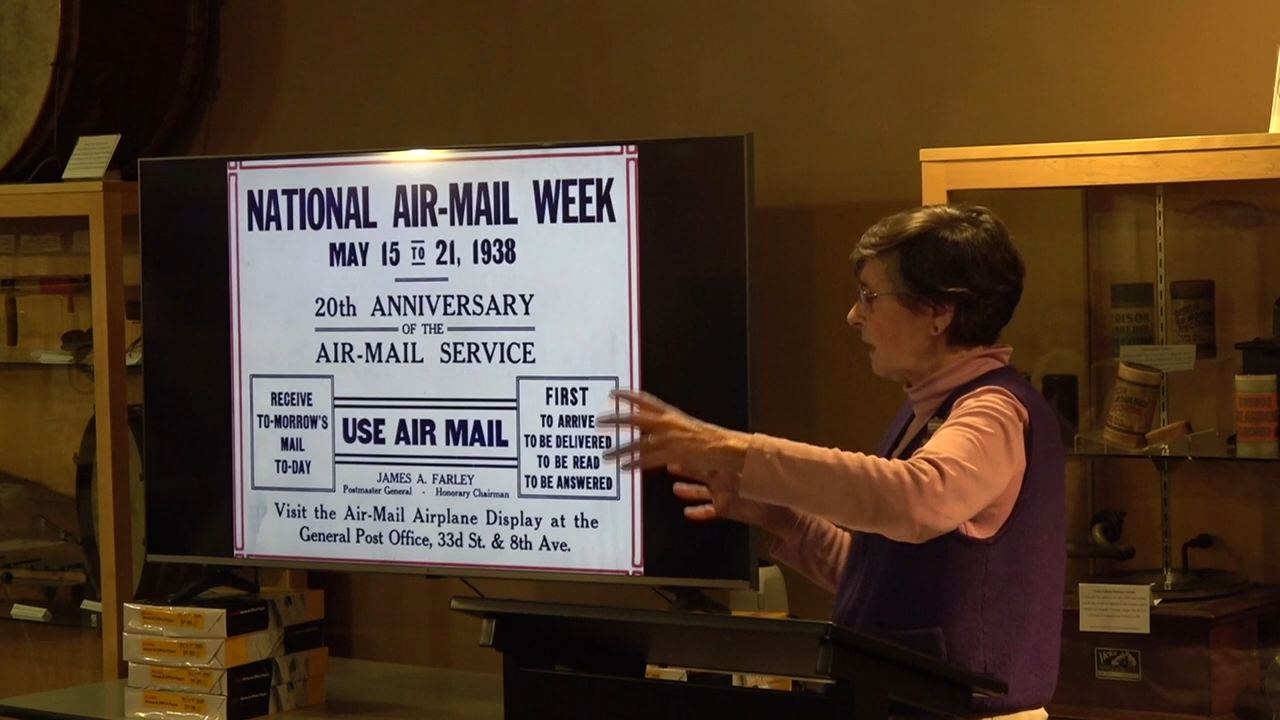 NATIONAL AIR-MAIL WEEK
MAY 15 TO 21, 1938
20th ANNIVERSARY
OF THE
AIR-MAIL SERVICE
RECEIVE
TO-MORROW'S
MAIL
TO-DAY
USE AIR MAIL
FIRST
TO ARRIVE
TO BE DELIVERED
TO BE READ
TO BE ANSWERED
JAMES A. FARLEY
Postmaster General - Honorary Chairman
Visit the Air-Mail Airplane Display at the
General Post Office, 33d St. & 8th Ave.